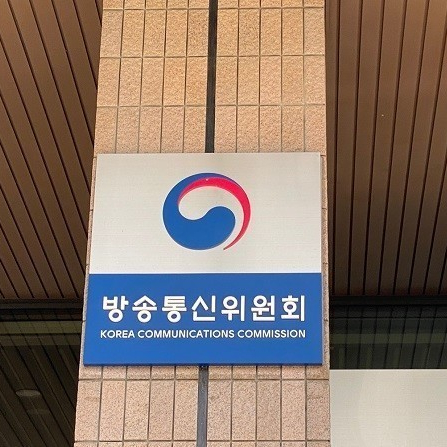 방송통신위원회
KOREA COMMUNICATIONS COMMISSION